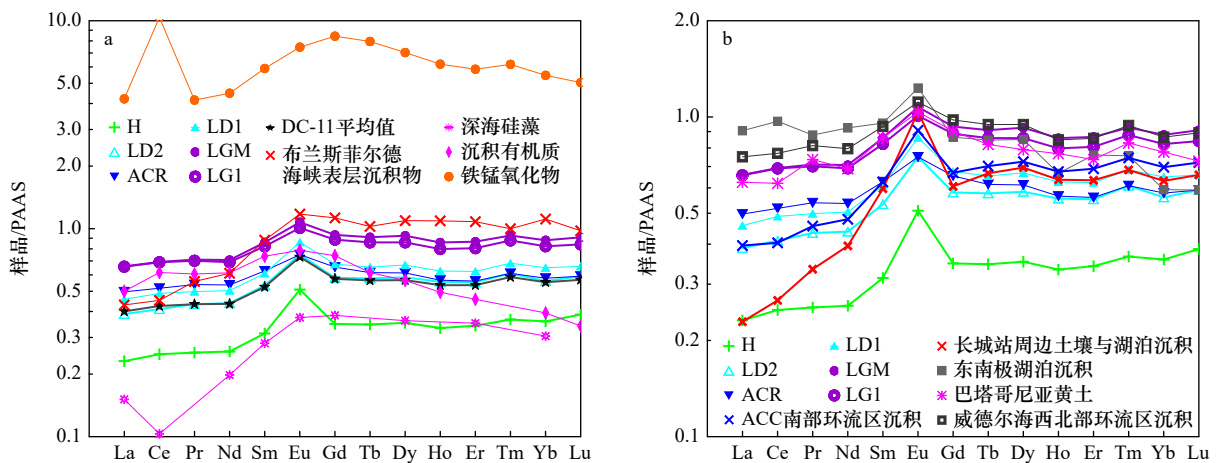 a
样品/PAAS
10.0
5.0
3.0
2.0
1.0
0.5
0.3
0.2
0.1
H
LD2
ACR
LD1
LGM
LG1
DC-11平均值
布兰斯菲尔德
海峡表层沉积物
深海硅藻
沉积有机质
铁锰氧化物
La Ce Pr Nd Sm Eu Gd Tb Dy Ho Er Tm Yb Lu
b
样品/PAAS
2.0
1.0
0.5
0.3
0.2
0.1
H
LD2
ACR
ACC南部环流区沉积
LD1
LGM
LG1
长城站周边土壤与湖泊沉积
东南极湖泊沉积
巴塔哥尼亚黄土
威德尔海西北部环流区沉积
La Ce Pr Nd Sm Eu Gd Tb Dy Ho Er Tm Yb Lu